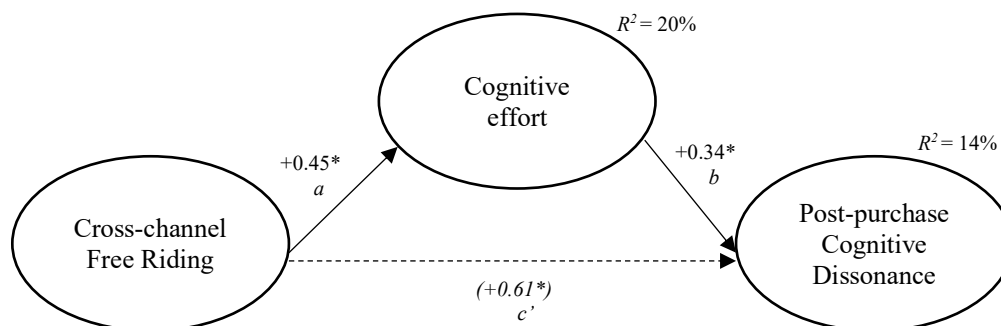 R² = 20%
Cognitive
effort
R² = 14%
+0.45*
a
+0.34*
b
Cross-channel
Free Riding
Post-purchase
Cognitive
Dissonance
(+0.61*)
c’